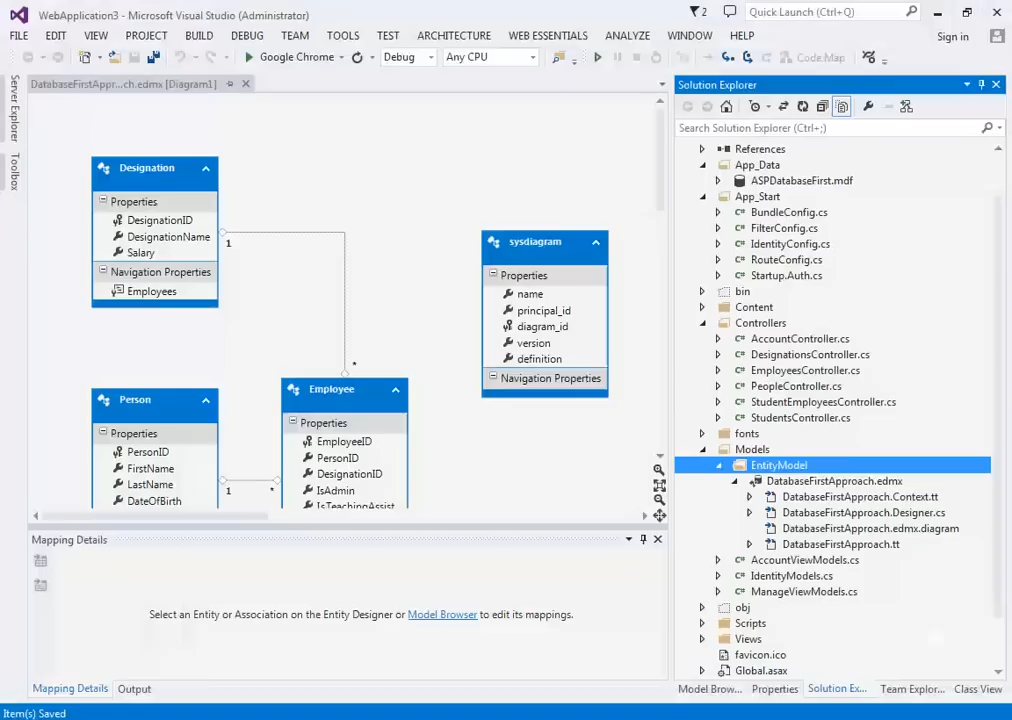 WebApplication3 - Microsoft Visual Studio (Administrator)
2
Quick Launch (Ctrl+Q)
FILE EDIT VIEW PROJECT BUILD DEBUG TEAM TOOLS TEST ARCHITECTURE WEB ESSENTIALS ANALYZE WINDOW HELP
Sign in
Google Chrome
Debug
Any CPU
Code Map
Server Explorer
Toolbox
DatabaseFirstAppr...ch.edmx [Diagram1]
Designation
Properties
DesignationID
DesignationName
Salary
Navigation Properties
Employees
1
*
sysdiagram
Properties
name
principal_id
diagram_id
version
definition
Navigation Properties
Person
Properties
PersonID
FirstName
LastName
DateOfBirth
1
*
Employee
Properties
EmployeeID
PersonID
DesignationID
IsAdmin
IsTeachingAssist
Mapping Details
Select an Entity or Association on the Entity Designer or Model Browser to edit its mappings.
Mapping Details
Output
Solution Explorer
Search Solution Explorer (Ctrl+;)
References
App_Data
ASPDatabaseFirst.mdf
App_Start
BundleConfig.cs
FilterConfig.cs
IdentityConfig.cs
RouteConfig.cs
Startup.Auth.cs
bin
Content
Controllers
AccountController.cs
DesignationsController.cs
EmployeesController.cs
PeopleController.cs
StudentEmployeesController.cs
StudentsController.cs
fonts
Models
EntityModel
DatabaseFirstApproach.edmx
DatabaseFirstApproach.Context.tt
DatabaseFirstApproach.Designer.cs
DatabaseFirstApproach.edmx.diagram
DatabaseFirstApproach.tt
AccountViewModels.cs
IdentityModels.cs
ManageViewModels.cs
obj
Scripts
Views
favicon.ico
Global.asax
Model Brow...
Properties
Solution Ex...
Team Explor...
Class View
Item(s) Saved